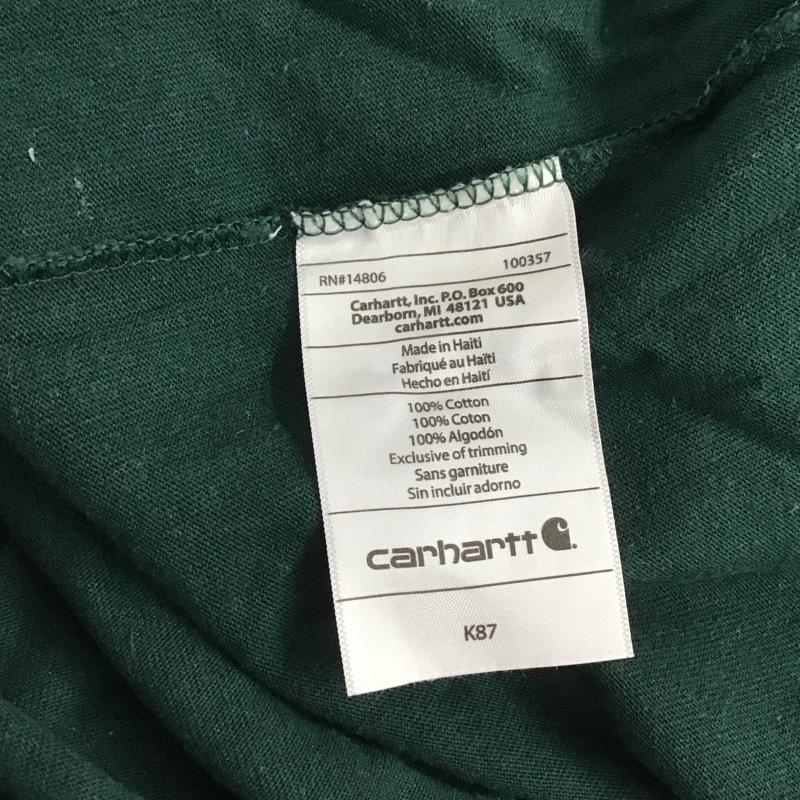 RN#14806 100357
Carhartt, Inc. P.O. Box 600
Dearborn, MI 48121 USA
carhartt.com
Made in Haiti
Fabriqué au Haïti
Hecho en Haití
100% Cotton
100% Coton
100% Algodón
Exclusive of trimming
Sans garniture
Sin incluir adorno
carhartt
K87